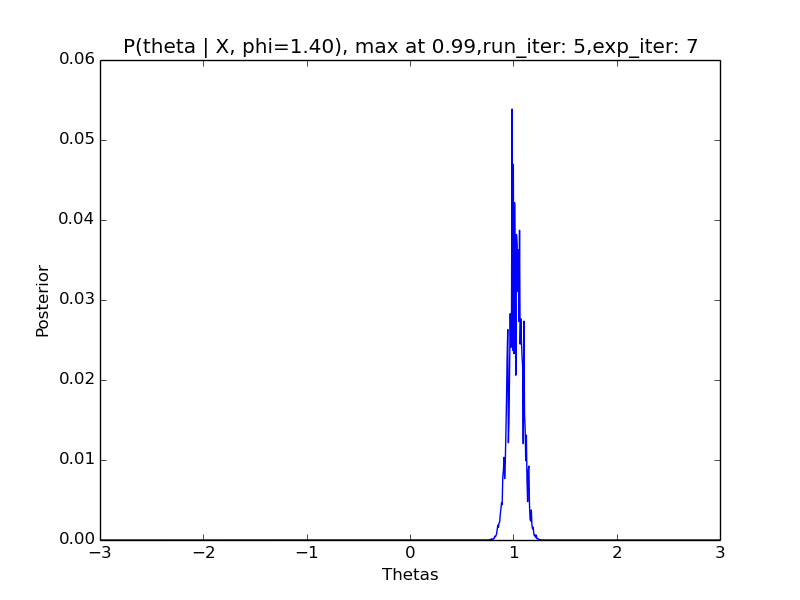 P(theta | X, phi=1.40), max at 0.99,run_iter: 5,exp_iter: 7
0.06
0.05
0.04
0.03
0.02
0.01
0.00
Posterior
−3 −2 −1 0 1 2 3
Thetas